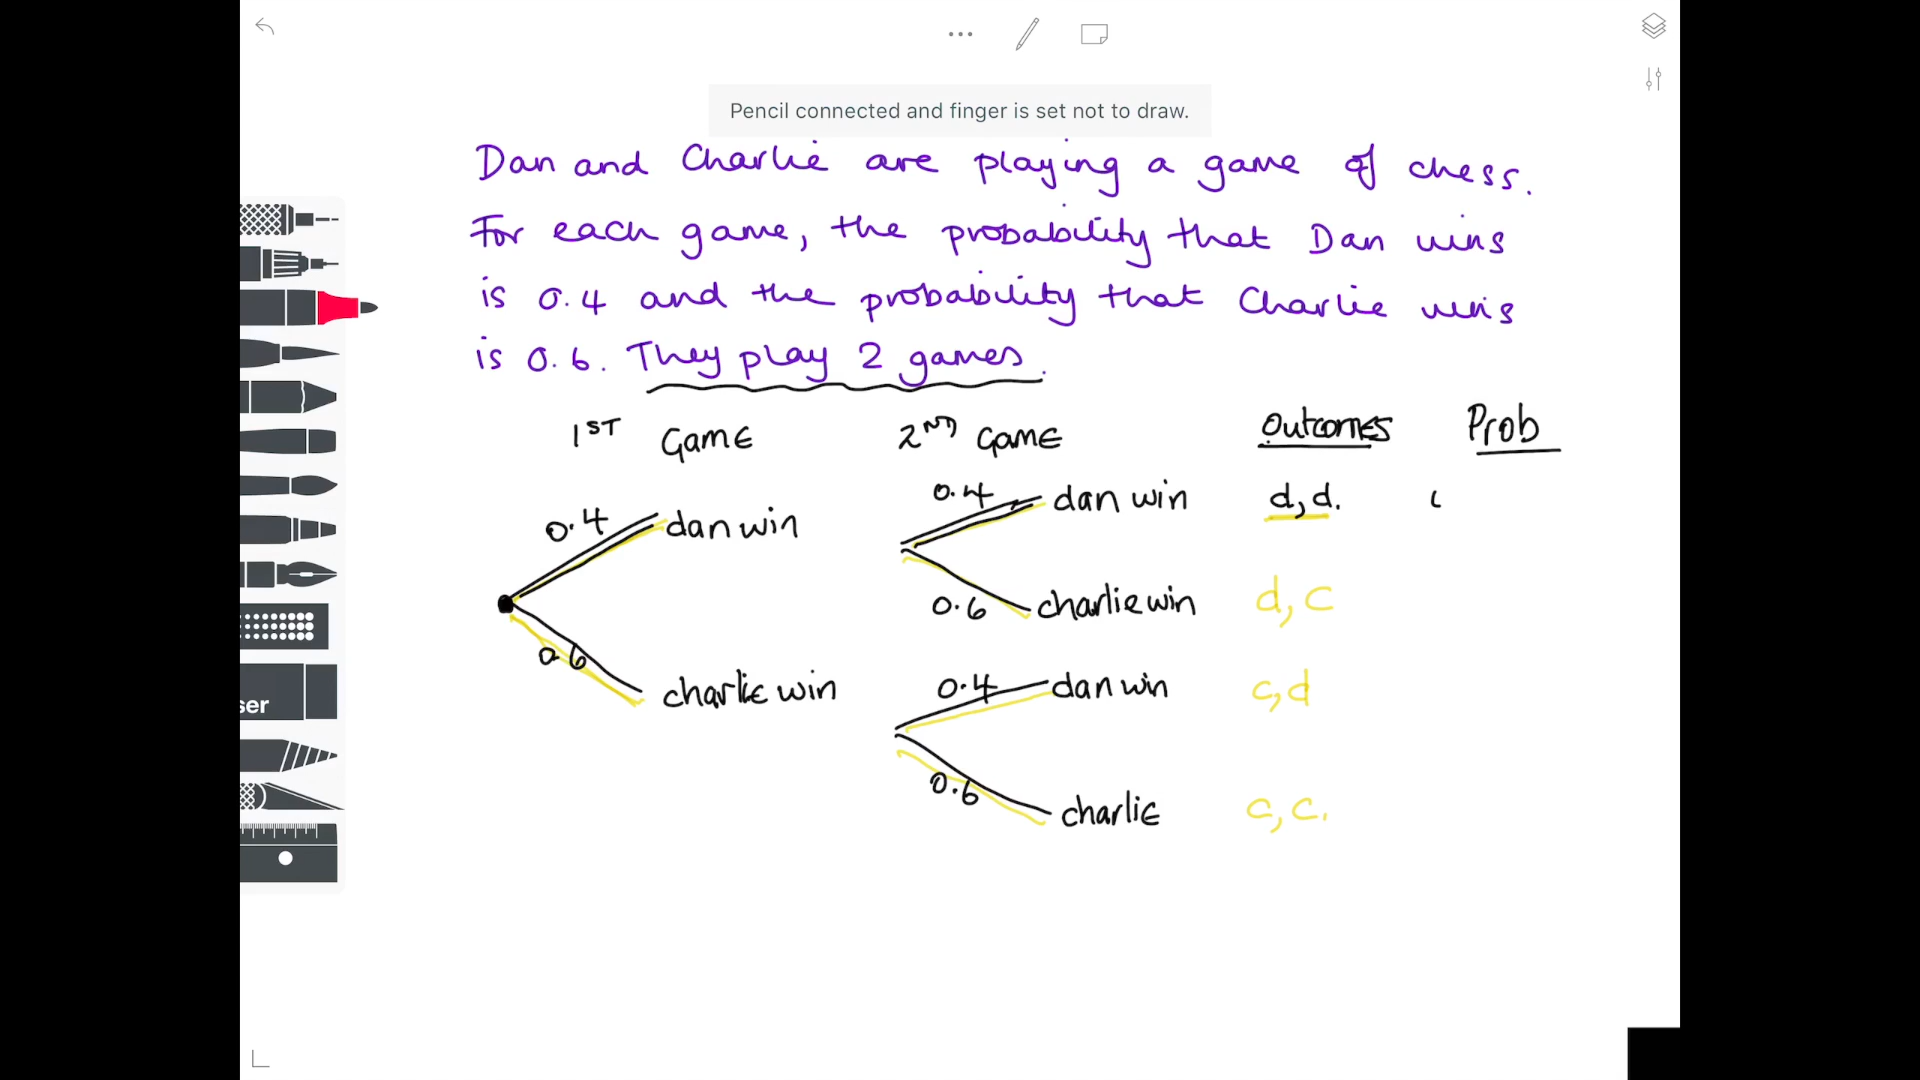 Pencil connected and finger is set not to draw.
Dan and Charlie are playing a game of chess.
For each game, the probability that Dan wins
is 0.4 and the probability that Charlie wins
is 0.6. They play 2 games.
1ST Game 2ND Game Outcomes Prob
0.4 dan win 0.4 dan win d,d. (
0.6 charlie win d,c
0.6 charlie win 0.4 dan win c,d
0.6 charlie c,c.
ser